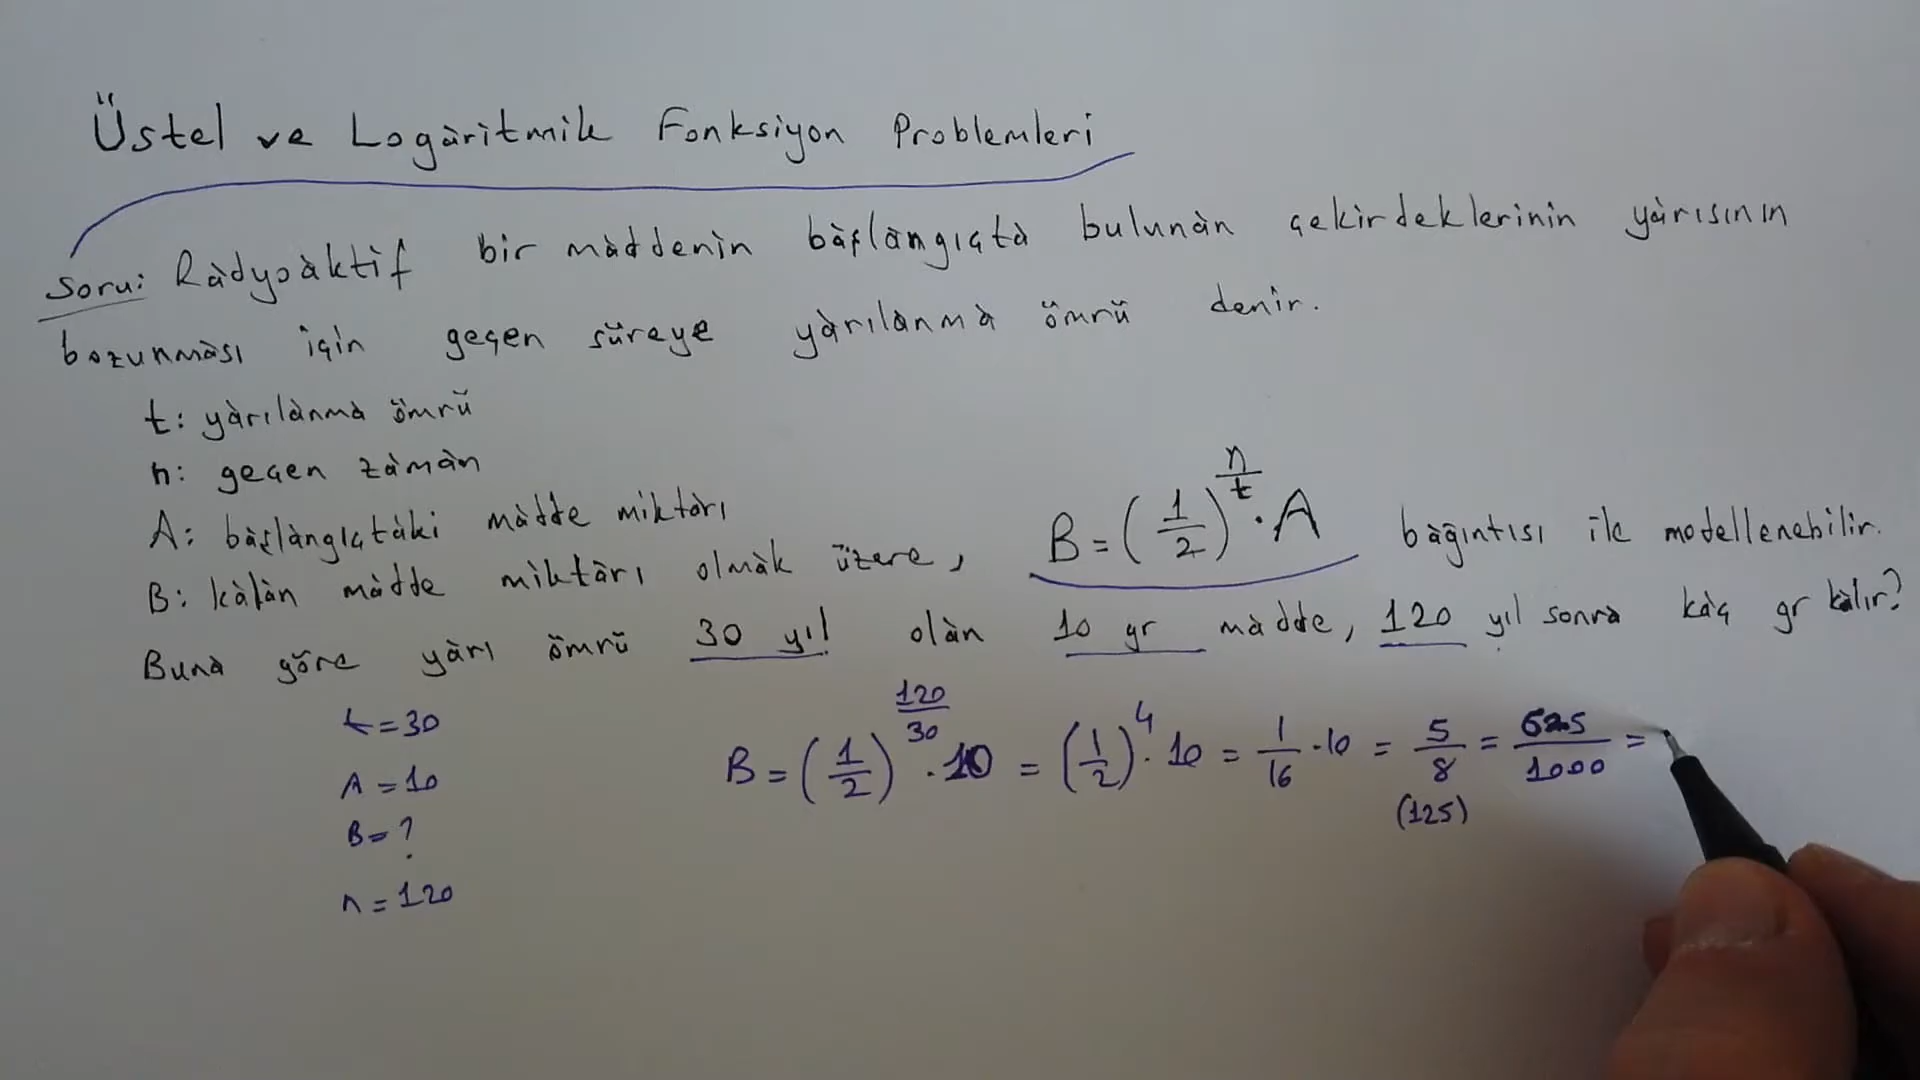 Üstel ve Logaritmik Fonksiyon Problemleri
Soru: Radyoaktif bir maddenin başlangıçta bulunan çekirdeklerinin yarısının
bozunması için geçen süreye yarılanma ömrü denir.
t: yarılanma ömrü
n: geçen zaman
A: başlangıçtaki madde miktarı
B: kalan madde miktarı olmak üzere, B = (1/2)^(n/t) · A bağıntısı ile modellenebilir.
Buna göre yarı ömrü 30 yıl olan 10 gr madde, 120 yıl sonra kaç gr kalır?
t = 30
A = 10
B = ?
n = 120
B = (1/2)^(120/30) · 10 = (1/2)^4 · 10 = 1/16 · 10 = 5/8 = 625/1000 =
(125)